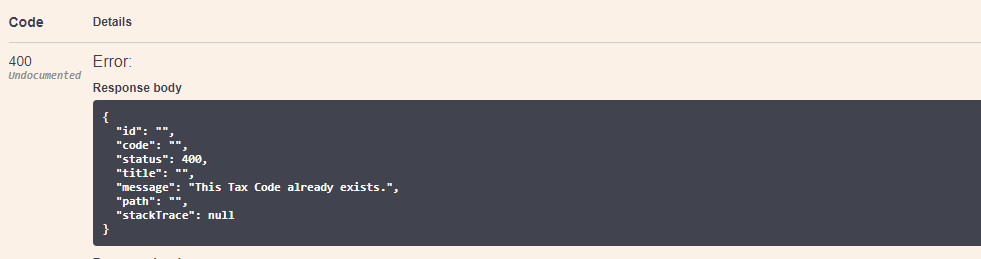 Code Details
400 Error:
Undocumented
Response body
{
"id": "",
"code": "",
"status": 400,
"title": "",
"message": "This Tax Code already exists.",
"path": "",
"stackTrace": null
}